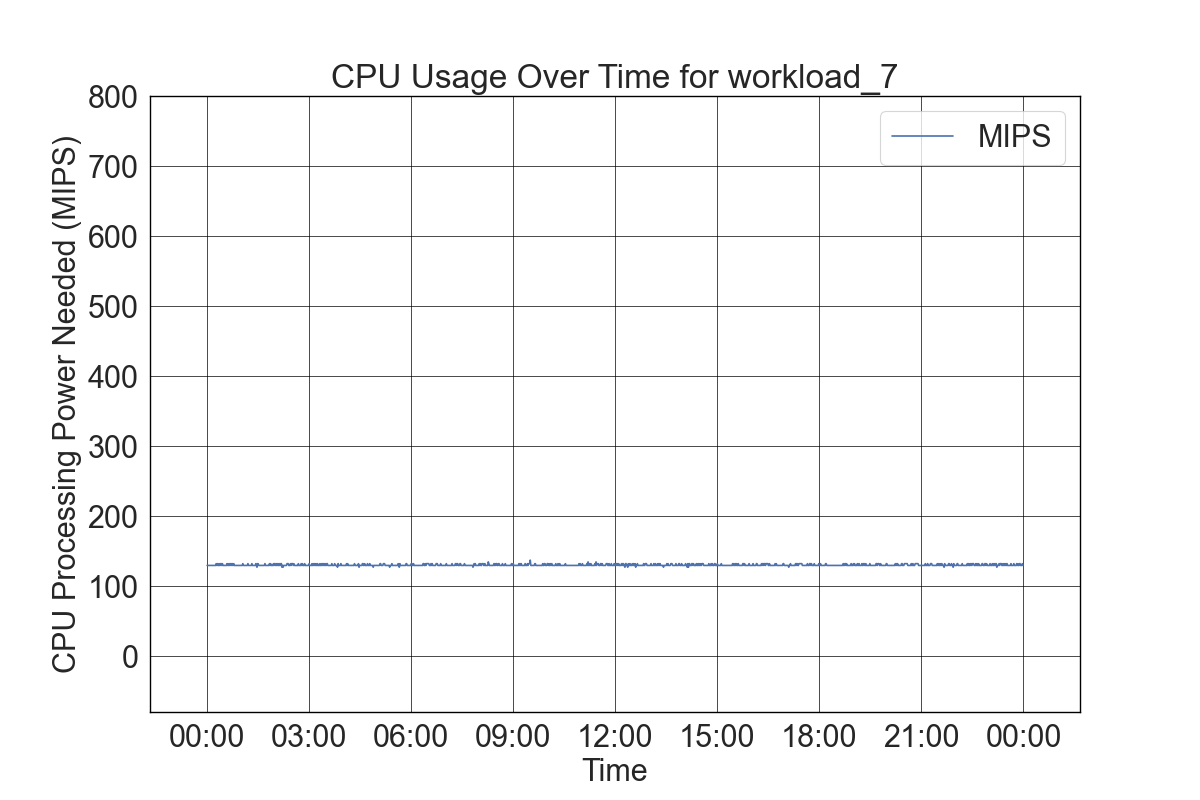 CPU Usage Over Time for workload_7
MIPS
CPU Processing Power Needed (MIPS)
800
700
600
500
400
300
200
100
0
00:00 03:00 06:00 09:00 12:00 15:00 18:00 21:00 00:00
Time